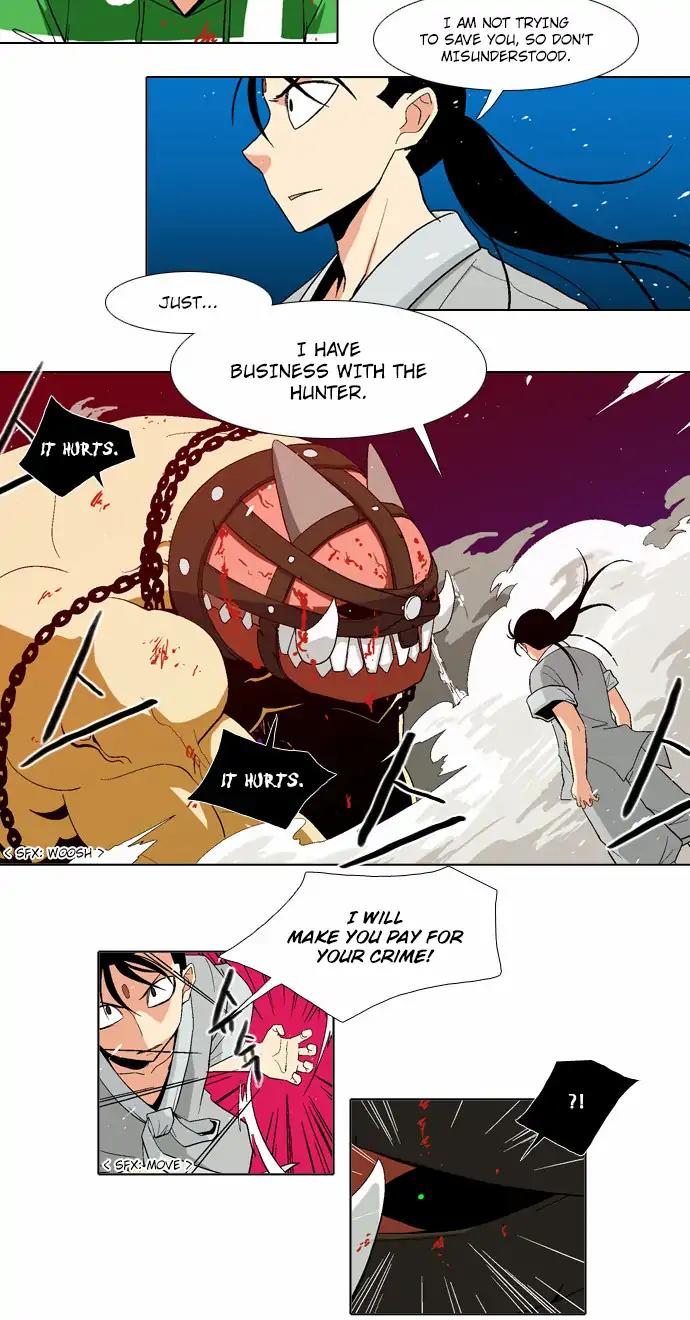 I AM NOT TRYING
TO SAVE YOU, SO DON'T
MISUNDERSTOOD.
JUST...
I HAVE
BUSINESS WITH THE
HUNTER.
IT HURTS.
IT HURTS.
< SFX: WOOSH >
I WILL
MAKE YOU PAY FOR
YOUR CRIME!
< SFX: MOVE >
?!